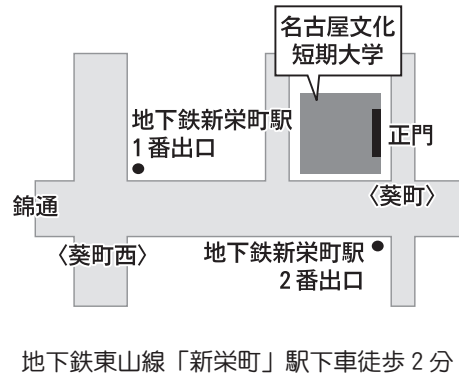 名古屋文化
短期大学
地下鉄新栄町駅
1番出口
正門
錦通
〈葵町〉
〈葵町西〉
地下鉄新栄町駅
2番出口
地下鉄東山線「新栄町」駅下車徒歩2分